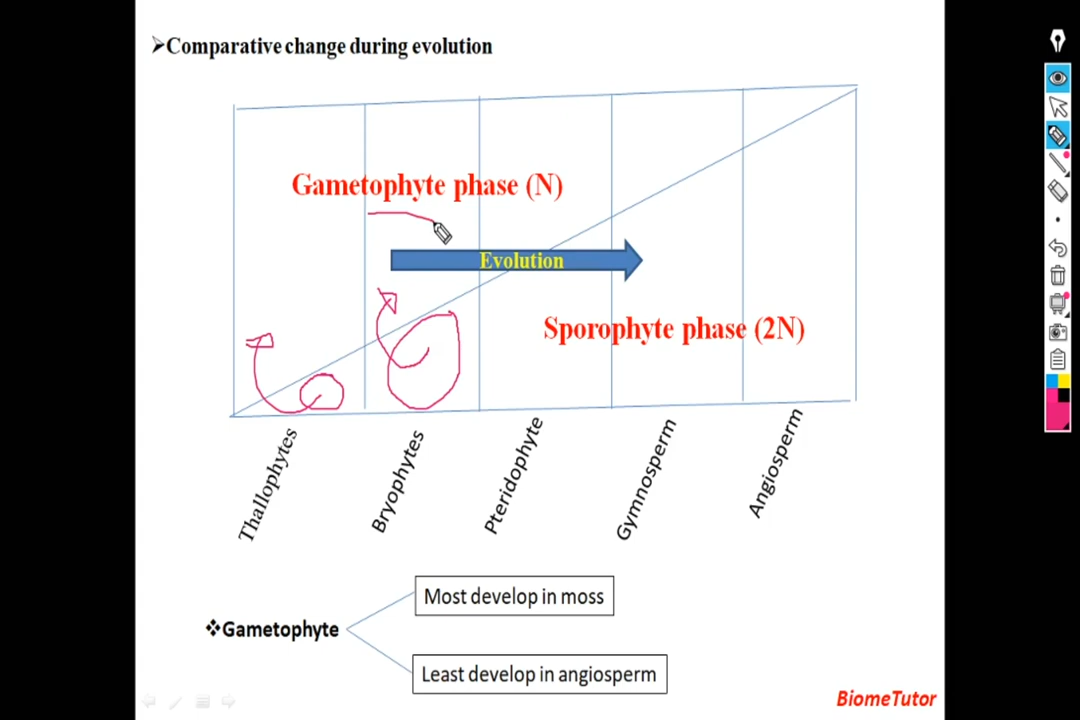 ➢Comparative change during evolution
Gametophyte phase (N)
Evolution
Sporophyte phase (2N)
Thallophytes
Bryophytes
Pteridophyte
Gymnosperm
Angiosperm
Most develop in moss
❖Gametophyte
Least develop in angiosperm
BiomeTutor